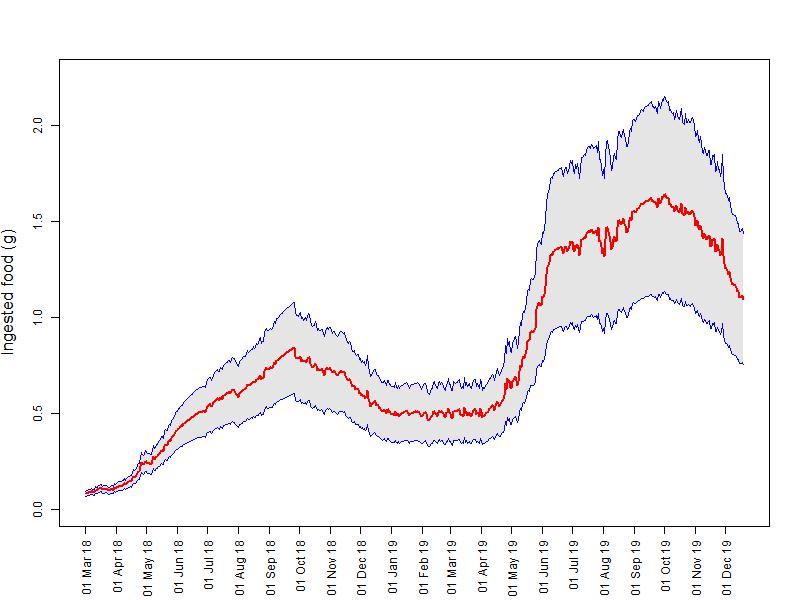 Ingested food (g)
2.0
1.5
1.0
0.5
0.0
01 Mar 18
01 Apr 18
01 May 18
01 Jun 18
01 Jul 18
01 Aug 18
01 Sep 18
01 Oct 18
01 Nov 18
01 Dec 18
01 Jan 19
01 Feb 19
01 Mar 19
01 Apr 19
01 May 19
01 Jun 19
01 Jul 19
01 Aug 19
01 Sep 19
01 Oct 19
01 Nov 19
01 Dec 19